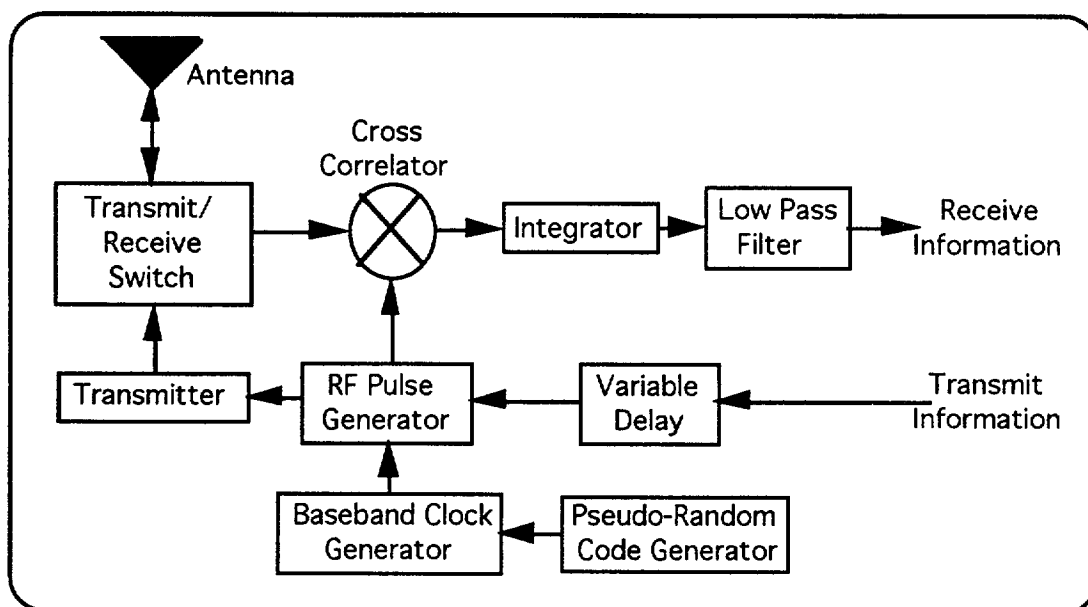 Antenna
Cross
Correlator
Transmit/
Receive
Switch
Integrator
Low Pass
Filter
Receive
Information
Transmitter
RF Pulse
Generator
Variable
Delay
Transmit
Information
Baseband Clock
Generator
Pseudo-Random
Code Generator